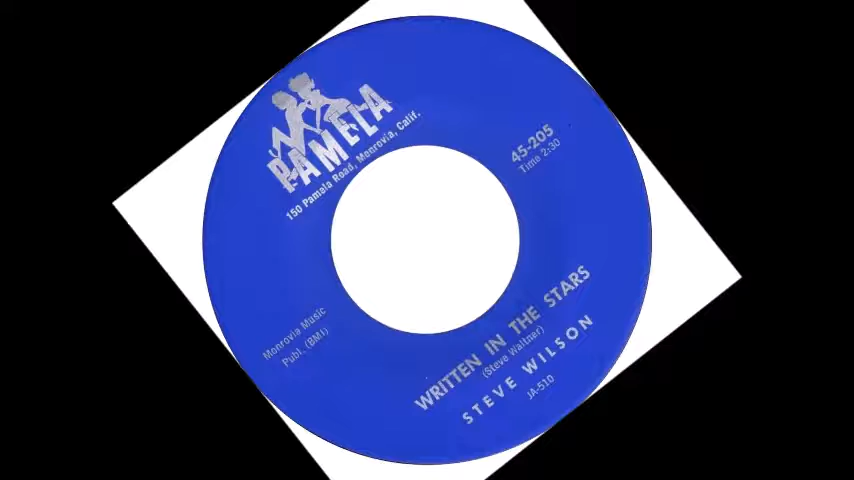 PAMELA
150 Pamela Road, Monrovia, Calif.
45-205
Time 2:30
Monrovia Music
Publ. (BMI)
WRITTEN IN THE STARS
(Steve Waltner)
STEVE WILSON
JA-510